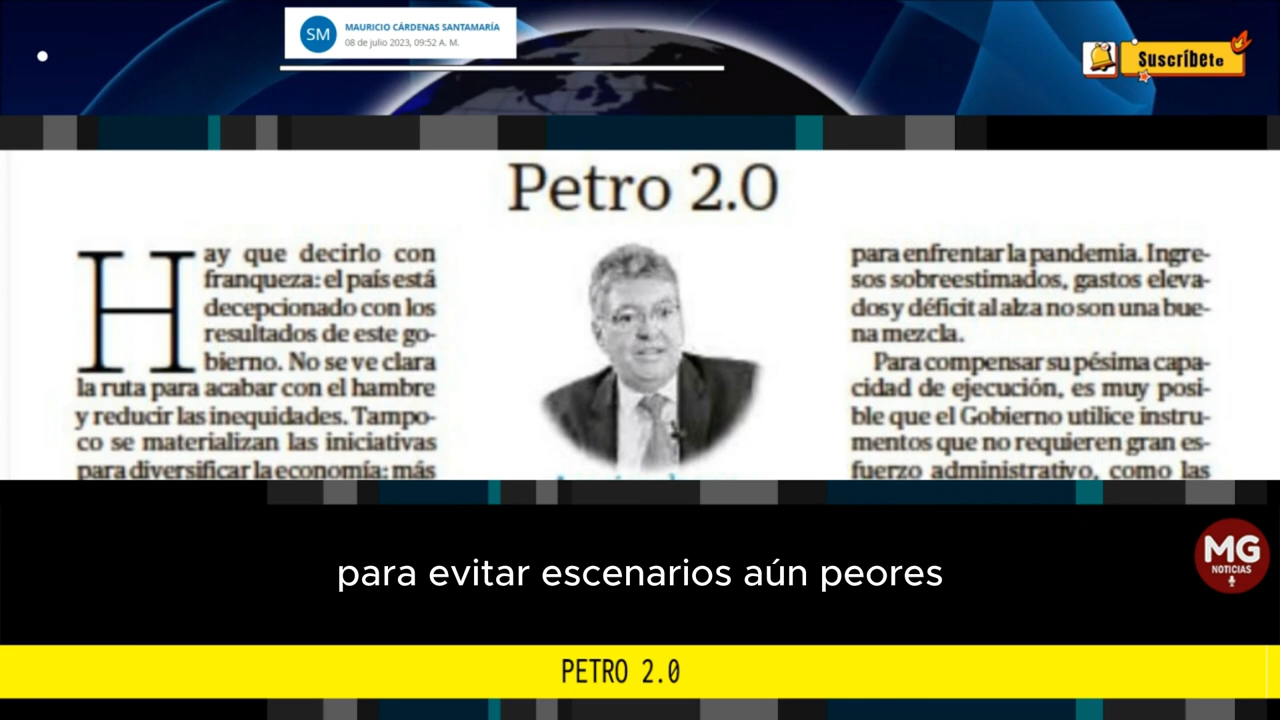 SM
MAURICIO CÁRDENAS SANTAMARÍA
08 de julio 2023, 09:52 A. M.
Suscríbete
Petro 2.0
Hay que decirlo con
franqueza: el país está
decepcionado con los
resultados de este go-
bierno. No se ve clara
la ruta para acabar con el hambre
y reducir las inequidades. Tampo-
co se materializan las iniciativas
para diversificar la economía: más
para enfrentar la pandemia. Ingre-
sos sobreestimados, gastos eleva-
dos y déficit al alza no son una bue-
na mezcla.
Para compensar su pésima capa-
cidad de ejecución, es muy posi-
ble que el Gobierno utilice instru-
mentos que no requieren gran es-
fuerzo administrativo, como las
para evitar escenarios aún peores
MG
NOTICIAS
PETRO 2.0